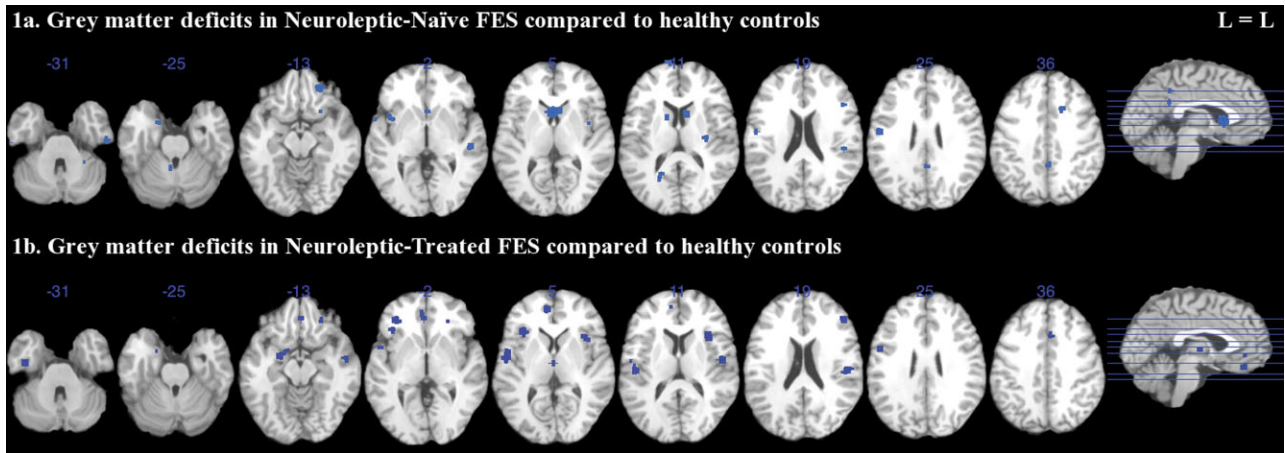 1a. Grey matter deficits in Neuroleptic-Naïve FES compared to healthy controls L = L
-31 -25 -13 2 5 11 19 25 36
1b. Grey matter deficits in Neuroleptic-Treated FES compared to healthy controls
-31 -25 -13 2 5 11 19 25 36